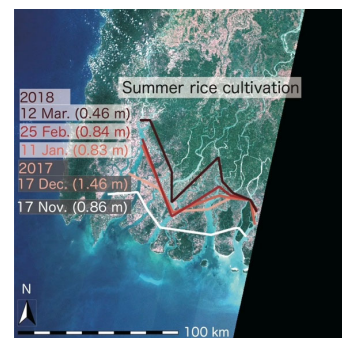 Summer rice cultivation
2018
12 Mar. (0.46 m)
25 Feb. (0.84 m)
11 Jan. (0.83 m)
2017
17 Dec. (1.46 m)
17 Nov. (0.86 m)
N
100 km